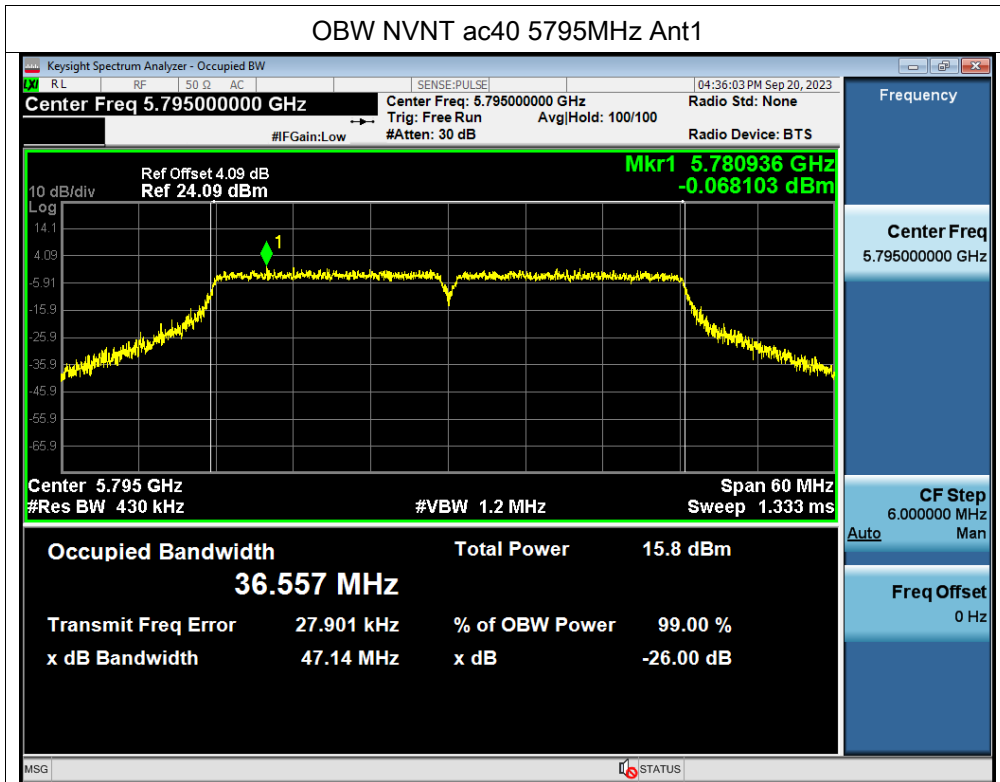 OBW NVNT ac40 5795MHz Ant1
Keysight Spectrum Analyzer - Occupied BW
LXI RL RF 50 Ω AC SENSE:PULSE 04:36:03 PM Sep 20, 2023
Center Freq 5.795000000 GHz Center Freq: 5.795000000 GHz Radio Std: None
Trig: Free Run Avg|Hold: 100/100
#IFGain:Low #Atten: 30 dB Radio Device: BTS
Frequency
Mkr1 5.780936 GHz
-0.068103 dBm
Ref Offset 4.09 dB
10 dB/div Ref 24.09 dBm
Log
14.1
4.09
-5.91
-15.9
-25.9
-35.9
-45.9
-55.9
-65.9
1
Center 5.795 GHz Span 60 MHz
#Res BW 430 kHz #VBW 1.2 MHz Sweep 1.333 ms
Center Freq
5.795000000 GHz
CF Step
6.000000 MHz
Auto Man
Freq Offset
0 Hz
Occupied Bandwidth Total Power 15.8 dBm
36.557 MHz
Transmit Freq Error 27.901 kHz % of OBW Power 99.00 %
x dB Bandwidth 47.14 MHz x dB -26.00 dB
MSG STATUS